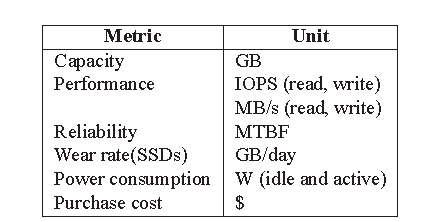 Metric Unit
Capacity GB
Performance IOPS (read, write)
MB/s (read, write)
Reliability MTBF
Wear rate(SSDs) GB/day
Power consumption W (idle and active)
Purchase cost $